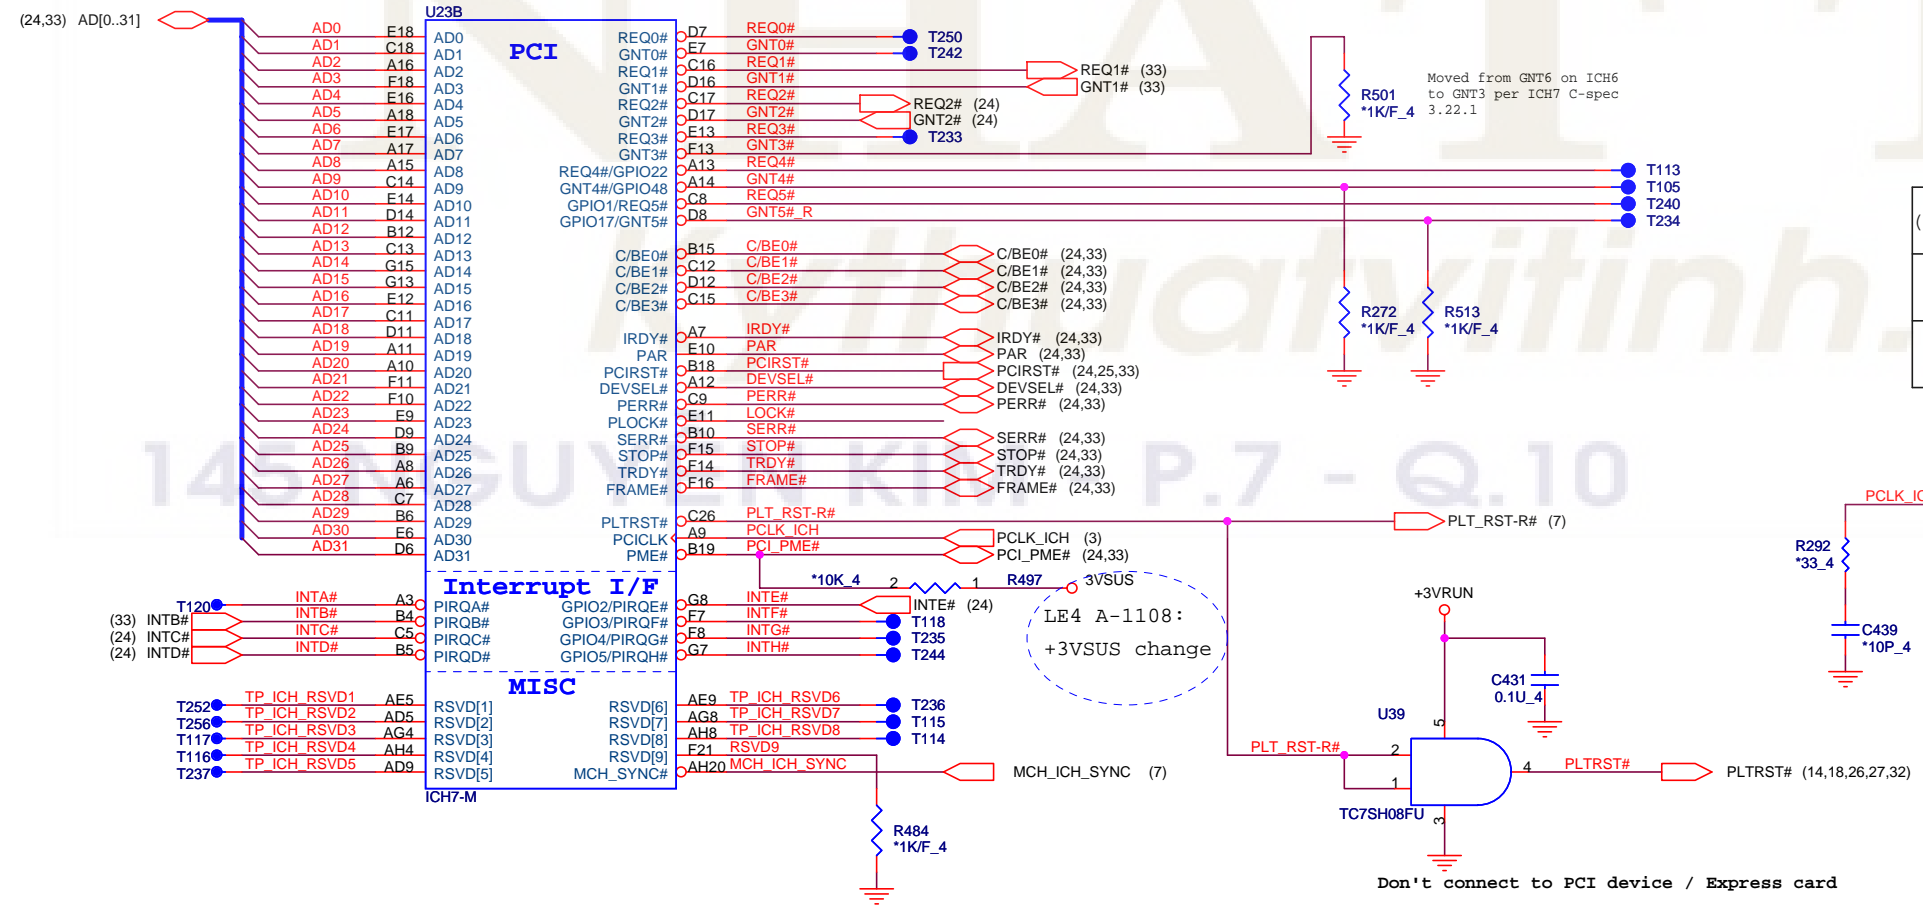 (24,33) AD[0..31]
U23B
PCI
AD0 E18 AD0 REQ0# D7 REQ0# T250
AD1 C18 AD1 GNT0# E7 GNT0# T242
AD2 A16 AD2 REQ1# C16 REQ1# REQ1# (33)
AD3 F18 AD3 GNT1# D16 GNT1# GNT1# (33)
AD4 E16 AD4 REQ2# C17 REQ2# REQ2# (24)
AD5 A18 AD5 GNT2# D17 GNT2# GNT2# (24)
AD6 E17 AD6 REQ3# E13 REQ3# T233
AD7 A17 AD7 GNT3# F13 GNT3#
AD8 A15 AD8 REQ4#/GPIO22 A13 REQ4# T113
AD9 C14 AD9 GNT4#/GPIO48 A14 GNT4# T105
AD10 E14 AD10 GPIO1/REQ5# C8 REQ5# T240
AD11 D14 AD11 GPIO17/GNT5# D8 GNT5#_R T234
AD12 B12 AD12
AD13 C13 AD13 C/BE0# B15 C/BE0# C/BE0# (24,33)
AD14 G15 AD14 C/BE1# C12 C/BE1# C/BE1# (24,33)
AD15 G13 AD15 C/BE2# D12 C/BE2# C/BE2# (24,33)
AD16 E12 AD16 C/BE3# C15 C/BE3# C/BE3# (24,33)
AD17 C11 AD17
AD18 D11 AD18 IRDY# A7 IRDY# IRDY# (24,33)
AD19 A11 AD19 PAR E10 PAR PAR (24,33)
AD20 A10 AD20 PCIRST# B18 PCIRST# PCIRST# (24,25,33)
AD21 F11 AD21 DEVSEL# A12 DEVSEL# DEVSEL# (24,33)
AD22 F10 AD22 PERR# C9 PERR# PERR# (24,33)
AD23 E9 AD23 PLOCK# E11 LOCK#
AD24 D9 AD24 SERR# B10 SERR# SERR# (24,33)
AD25 B9 AD25 STOP# F15 STOP# STOP# (24,33)
AD26 A8 AD26 TRDY# F14 TRDY# TRDY# (24,33)
AD27 A6 AD27 FRAME# F16 FRAME# FRAME# (24,33)
AD28 C7 AD28
AD29 B6 AD29 PLTRST# C26 PLT_RST-R# PLT_RST-R# (7)
AD30 E6 AD30 PCICLK A9 PCLK_ICH PCLK_ICH (3)
AD31 D6 AD31 PME# B19 PCI_PME# PCI_PME# (24,33)
R501
*1K/F_4
Moved from GNT6 on ICH6
to GNT3 per ICH7 C-spec
3.22.1
R272
*1K/F_4
R513
*1K/F_4
*10K_4 2 1 R497 3VSUS
Interrupt I/F
T120 INTA# A3 PIRQA# GPIO2/PIRQE# G8 INTE# INTE# (24)
(33) INTB# INTB# B4 PIRQB# GPIO3/PIRQF# F7 INTF# T118
(24) INTC# INTC# C5 PIRQC# GPIO4/PIRQG# F8 INTG# T235
(24) INTD# INTD# B5 PIRQD# GPIO5/PIRQH# G7 INTH# T244
LE4 A-1108:
+3VSUS change
MISC
T252 TP_ICH_RSVD1 AE5 RSVD[1] RSVD[6] AE9 TP_ICH_RSVD6 T236
T256 TP_ICH_RSVD2 AD5 RSVD[2] RSVD[7] AG8 TP_ICH_RSVD7 T115
T117 TP_ICH_RSVD3 AG4 RSVD[3] RSVD[8] AH8 TP_ICH_RSVD8 T114
T116 TP_ICH_RSVD4 AH4 RSVD[4] RSVD[9] F21 RSVD9
T237 TP_ICH_RSVD5 AD9 RSVD[5] MCH_SYNC# AH20 MCH_ICH_SYNC MCH_ICH_SYNC (7)
ICH7-M
R484
*1K/F_4
+3VRUN
C431
0.1U_4
U39
5
PLT_RST-R# 2
1
4 PLTRST# PLTRST# (14,18,26,27,32)
TC7SH08FU
3
Don't connect to PCI device / Express card
R292
*33_4
C439
*10P_4
145 NGUYEN KIM - P.7 - Q.10